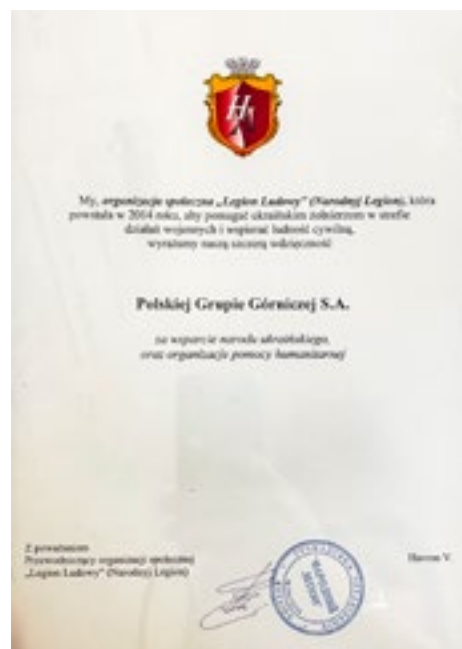 My, organizacja społeczna „Legion Ludowy” (Narodnyj Legion), która
powstała w 2014 roku, aby pomagać ukraińskim żołnierzom w strefie
działań wojennych i wspierać ludność cywilną,
wyrażamy naszą szczerą wdzięczność
Polskiej Grupie Górniczej S.A.
za wsparcie narodu ukraińskiego,
oraz organizację pomocy humanitarnej
Z poważaniem
Przewodniczący organizacji społecznej
„Legion Ludowy” (Narodnyj Legion)